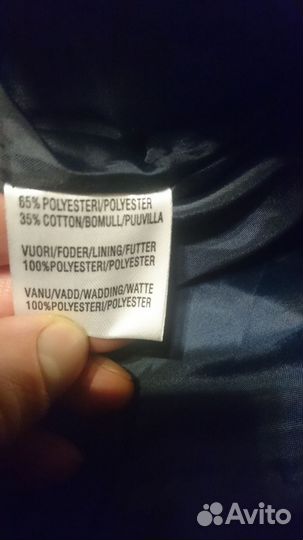 65% POLYESTERI/POLYESTER
35% COTTON/BOMULL/PUUVILLA
VUORI/FODER/LINING/FUTTER
100%POLYESTERI/POLYESTER
VANU/VADD/WADDING/WATTE
100%POLYESTERI/POLYESTER
Avito